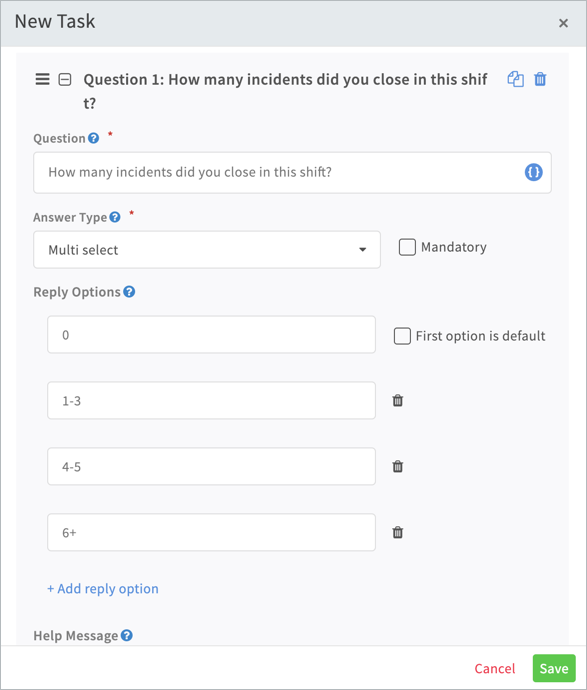 New Task
×
Question 1: How many incidents did you close in this shif
t?
Question ? *
How many incidents did you close in this shift?
{}
Answer Type ? *
Multi select
Mandatory
Reply Options ?
0
First option is default
1-3
4-5
6+
+ Add reply option
Help Message ?
Cancel
Save